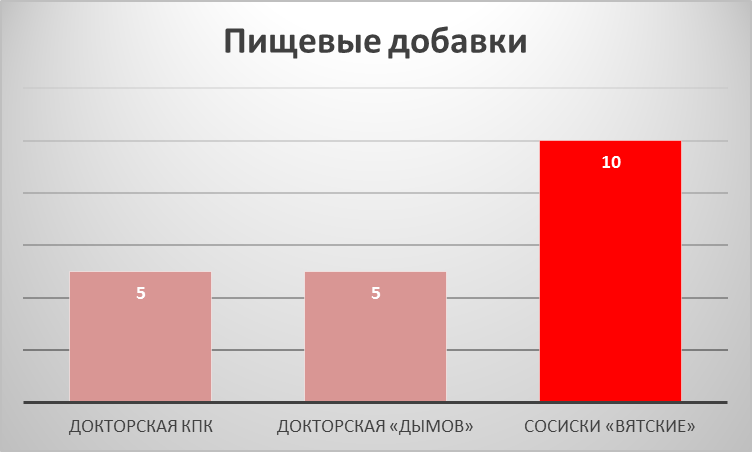 Пищевые добавки
5
5
10
ДОКТОРСКАЯ КПК
ДОКТОРСКАЯ «ДЫМОВ»
СОСИСКИ «ВЯТСКИЕ»